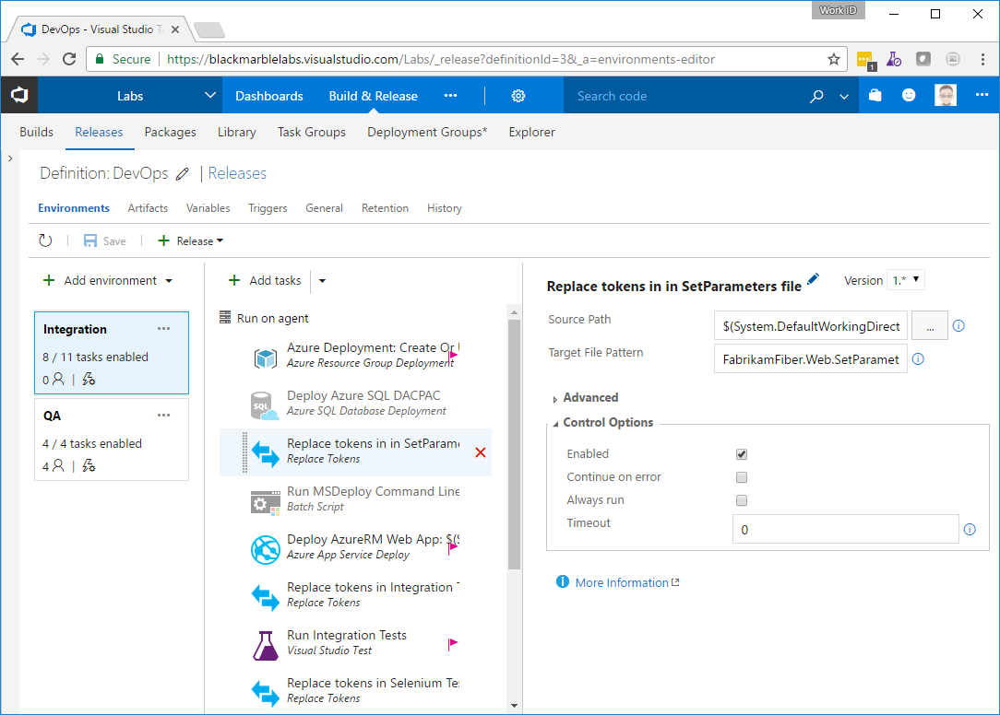 Work ID
DevOps - Visual Studio T
Secure https://blackmarblelabs.visualstudio.com/Labs/_release?definitionId=3&_a=environments-editor
1
Labs Dashboards Build & Release ... Search code ...
Builds Releases Packages Library Task Groups Deployment Groups* Explorer
Definition: DevOps | Releases
Environments Artifacts Variables Triggers General Retention History
Save + Release
+ Add environment
Integration ...
8 / 11 tasks enabled
0 |
QA ...
4 / 4 tasks enabled
4 |
+ Add tasks
Run on agent
Azure Deployment: Create Or U
Azure Resource Group Deployment
Deploy Azure SQL DACPAC
SQL
Azure SQL Database Deployment
Replace tokens in in SetParame
Replace Tokens
Run MSDeploy Command Line
Batch Script
Deploy AzureRM Web App: $(S
Azure App Service Deploy
Replace tokens in Integration T
Replace Tokens
Run Integration Tests
Visual Studio Test
Replace tokens in Selenium Tes
Replace Tokens
Replace tokens in in SetParameters file Version 1.*
Source Path $(System.DefaultWorkingDirect ...
Target File Pattern FabrikamFiber.Web.SetParamet
Advanced
Control Options
Enabled
Continue on error
Always run
Timeout 0
More Information